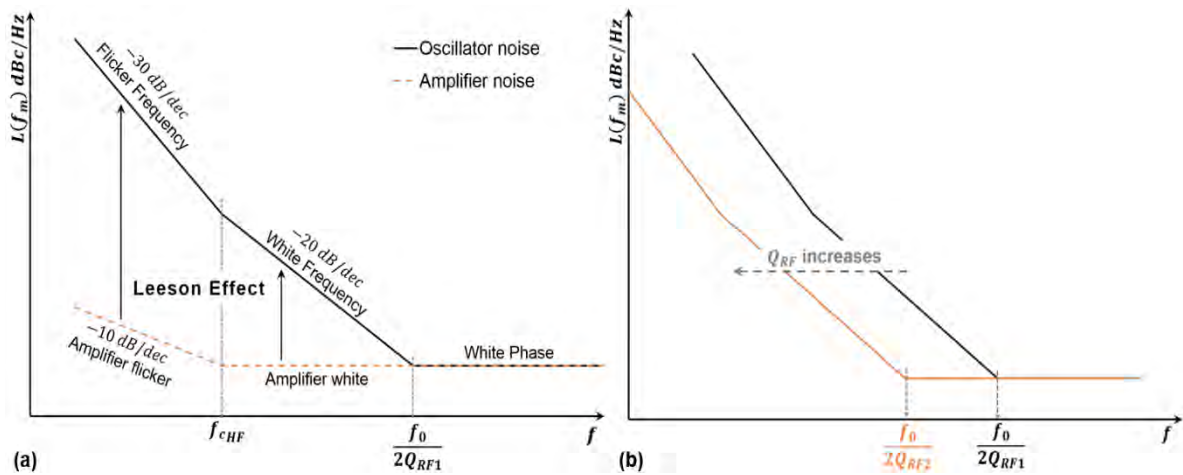 L(f_m) dBc/Hz
−30 dB/dec
Flicker Frequency
Oscillator noise
Amplifier noise
−20 dB/dec
White Frequency
Leeson Effect
−10 dB/dec
Amplifier flicker
Amplifier white
White Phase
f_cHF
f_0
2Q_RF1
f
(a)
L(f_m) dBc/Hz
Q_RF increases
f_0
2Q_RF2
f_0
2Q_RF1
f
(b)